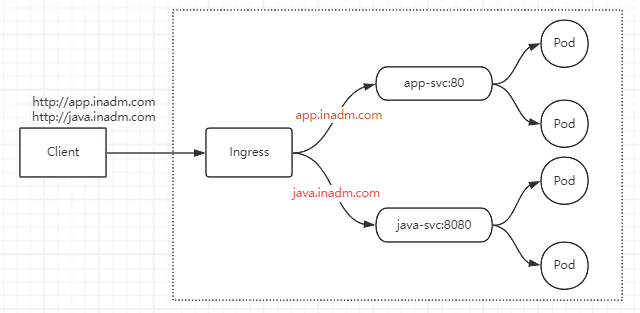 http://app.inadm.com
http://java.inadm.com
Client
Ingress
app.inadm.com
java.inadm.com
app-svc:80
java-svc:8080
Pod
Pod
Pod
Pod